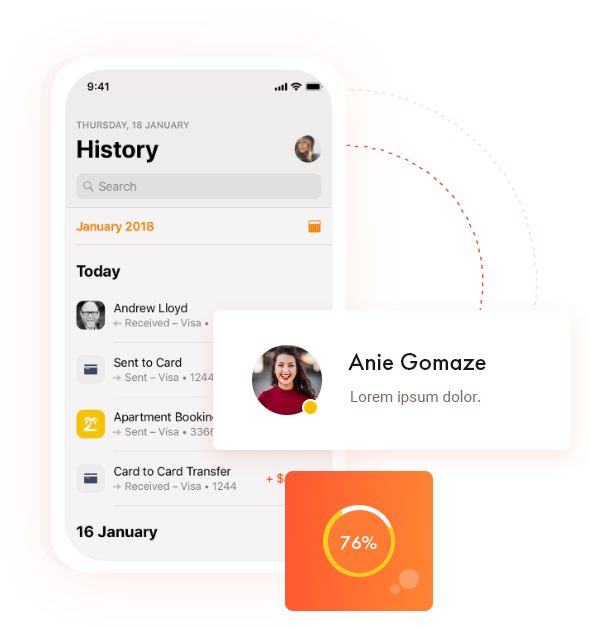 9:41
THURSDAY, 18 JANUARY
History
Search
January 2018
Today
Andrew Lloyd
← Received – Visa •
Sent to Card
→ Sent – Visa • 1244
Apartment Bookin
→ Sent – Visa • 3366
Card to Card Transfer
+ $
→ Received – Visa • 1244
16 January
Anie Gomaze
Lorem ipsum dolor.
76%